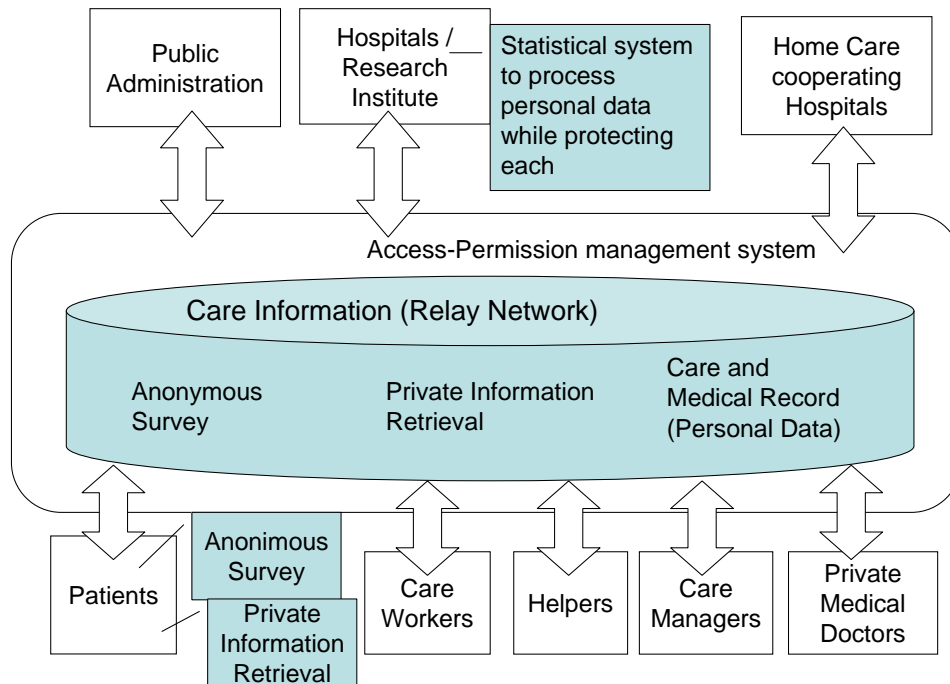 Public
Administration
Hospitals /
Research
Institute
Statistical system
to process
personal data
while protecting
each
Home Care
cooperating
Hospitals
Access-Permission management system
Care Information (Relay Network)
Anonymous
Survey
Private Information
Retrieval
Care and
Medical Record
(Personal Data)
Patients
Anonimous
Survey
Private
Information
Retrieval
Care
Workers
Helpers
Care
Managers
Private
Medical
Doctors